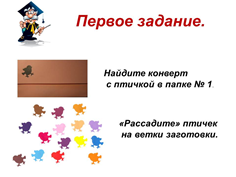 Первое задание.
Найдите конверт
с птичкой в папке № 1.
«Рассадите» птичек
на ветки заготовки.